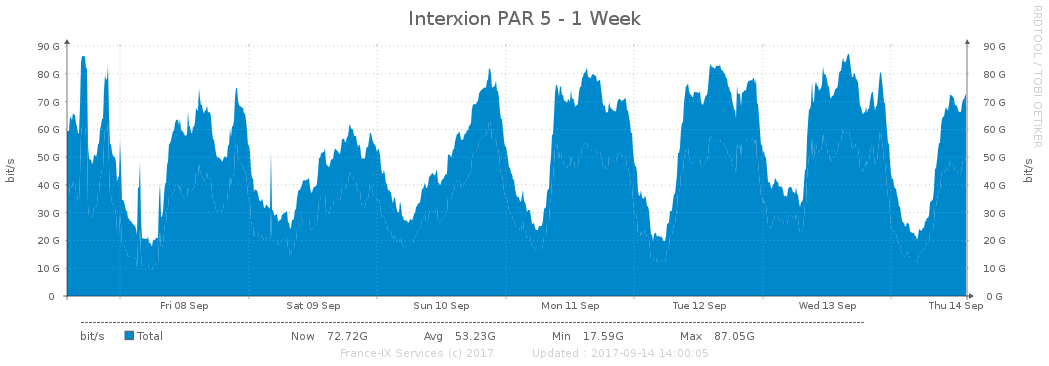 Interxion PAR 5 - 1 Week
RRDTOOL / TOBI OETIKER
bit/s
90 G 90 G
80 G 80 G
70 G 70 G
60 G 60 G
50 G 50 G
40 G 40 G
30 G 30 G
20 G 20 G
10 G 10 G
0 0 G
bit/s
Fri 08 Sep Sat 09 Sep Sun 10 Sep Mon 11 Sep Tue 12 Sep Wed 13 Sep Thu 14 Sep
bit/s Total Now 72.72G Avg 53.23G Min 17.59G Max 87.05G
France-IX Services (c) 2017 Updated : 2017-09-14 14:00:05